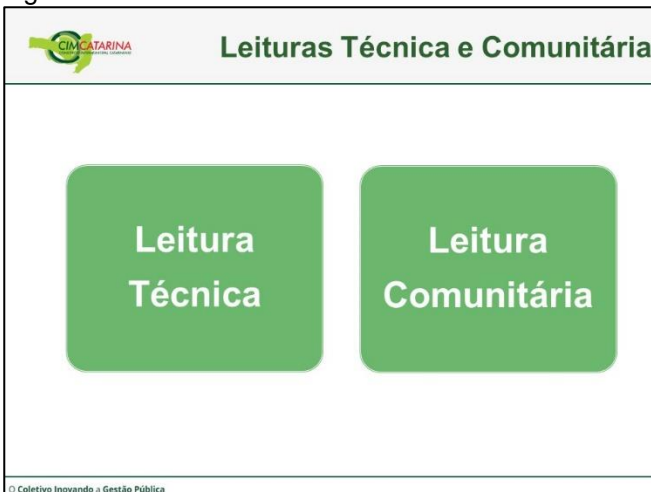 CIMCATARINA
Leituras Técnica e Comunitária
Leitura
Técnica
Leitura
Comunitária
O Coletivo Inovando a Gestão Pública